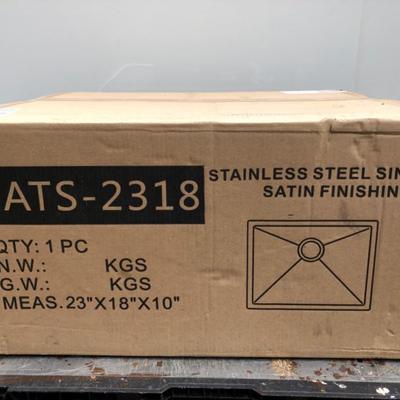 ATS-2318
STAINLESS STEEL SIN
SATIN FINISHIN
QTY: 1 PC
N.W.: KGS
G.W.: KGS
MEAS. 23"X18"X10"